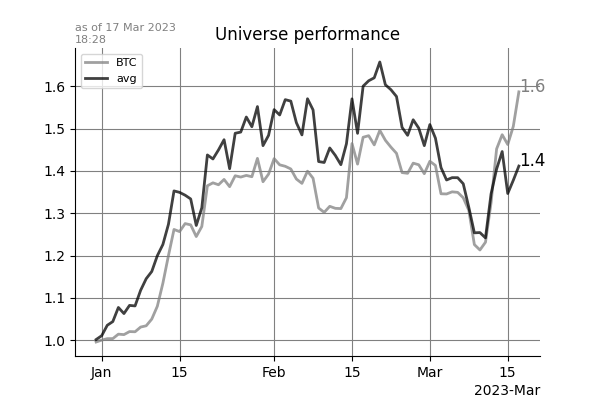 as of 17 Mar 2023
18:28
Universe performance
BTC
avg
1.6
1.5
1.4
1.3
1.2
1.1
1.0
1.6
1.4
Jan
15
Feb
15
Mar
15
2023-Mar